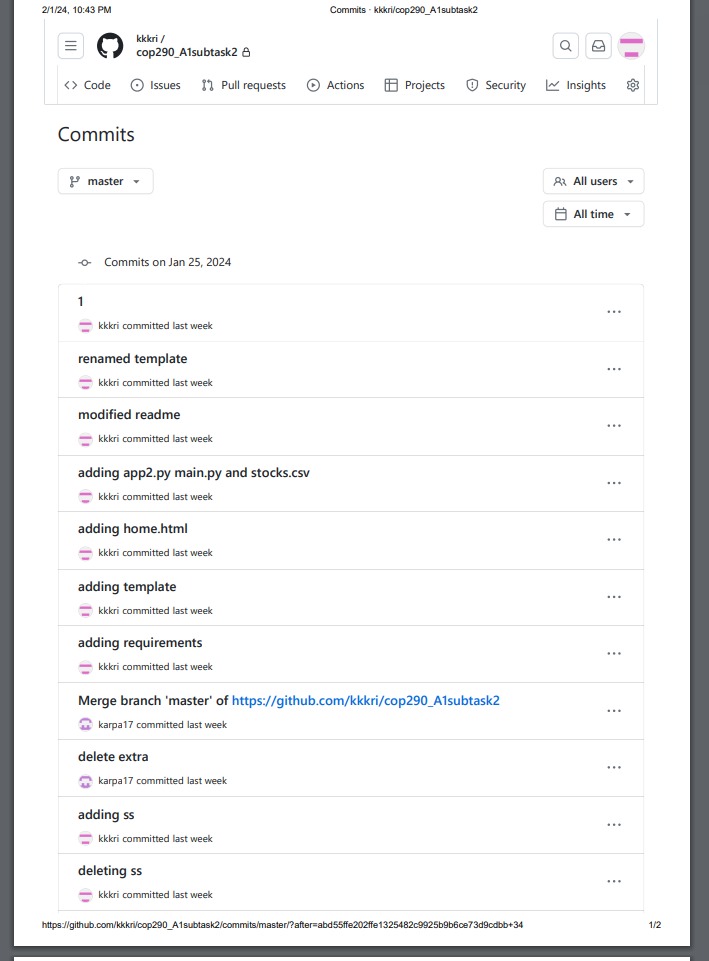 2/1/24, 10:43 PM Commits · kkkri/cop290_A1subtask2
kkkri /
cop290_A1subtask2
Code Issues Pull requests Actions Projects Security Insights
Commits
master All users
All time
Commits on Jan 25, 2024
1
kkkri committed last week
renamed template
kkkri committed last week
modified readme
kkkri committed last week
adding app2.py main.py and stocks.csv
kkkri committed last week
adding home.html
kkkri committed last week
adding template
kkkri committed last week
adding requirements
kkkri committed last week
Merge branch 'master' of https://github.com/kkkri/cop290_A1subtask2
karpa17 committed last week
delete extra
karpa17 committed last week
adding ss
kkkri committed last week
deleting ss
kkkri committed last week
https://github.com/kkkri/cop290_A1subtask2/commits/master/?after=abd55ffe202ffe1325482c9925b9b6ce73d9cdbb+34 1/2